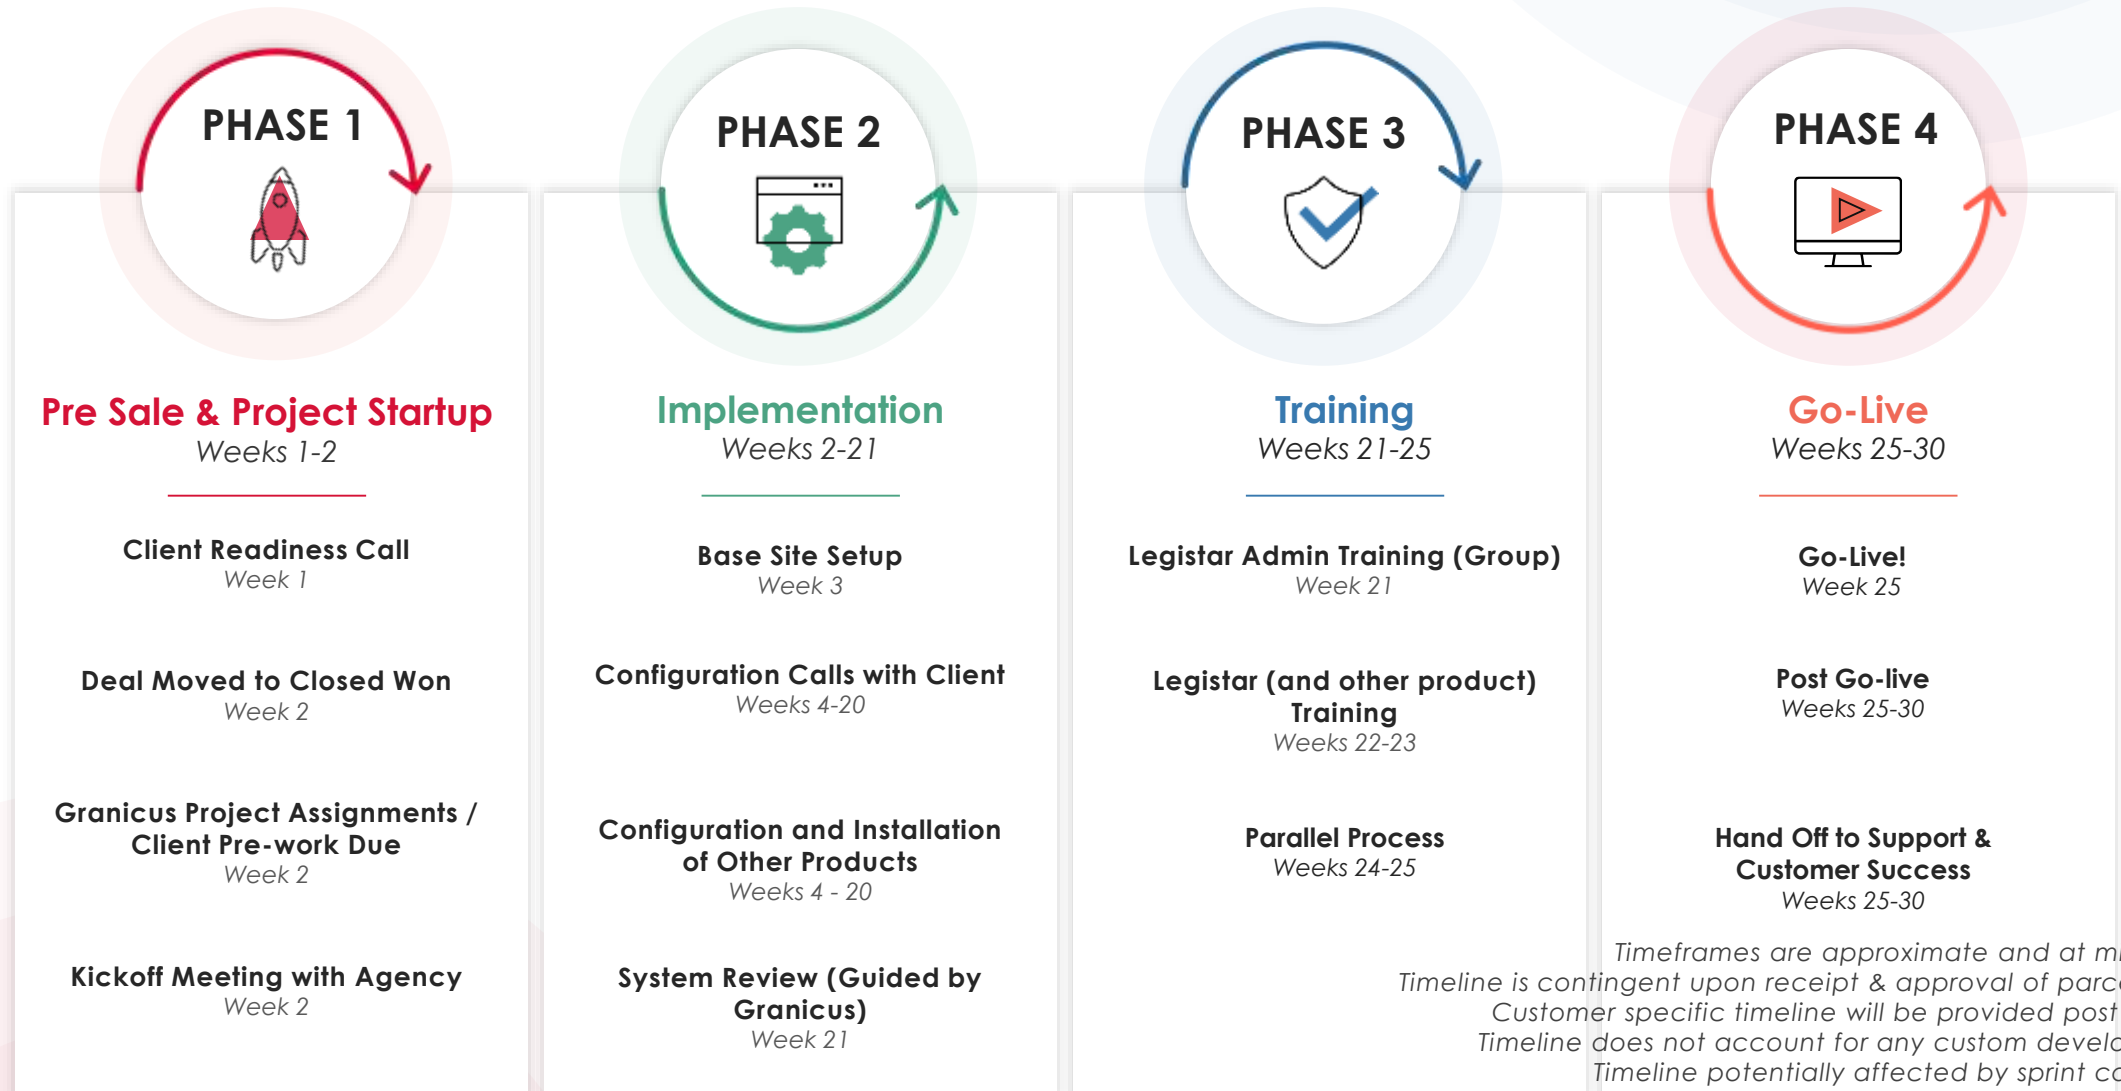 PHASE 1
Pre Sale & Project Startup
Weeks 1-2
Client Readiness Call
Week 1
Deal Moved to Closed Won
Week 2
Granicus Project Assignments /
Client Pre-work Due
Week 2
Kickoff Meeting with Agency
Week 2
PHASE 2
Implementation
Weeks 2-21
Base Site Setup
Week 3
Configuration Calls with Client
Weeks 4-20
Configuration and Installation
of Other Products
Weeks 4 - 20
System Review (Guided by
Granicus)
Week 21
PHASE 3
Training
Weeks 21-25
Legistar Admin Training (Group)
Week 21
Legistar (and other product)
Training
Weeks 22-23
Parallel Process
Weeks 24-25
PHASE 4
Go-Live
Weeks 25-30
Go-Live!
Week 25
Post Go-live
Weeks 25-30
Hand Off to Support &
Customer Success
Weeks 25-30
Timeframes are approximate and at
Timeline is contingent upon receipt & approval of
Customer specific timeline will be provided post
Timeline does not account for any custom
Timeline potentially affected by sprint